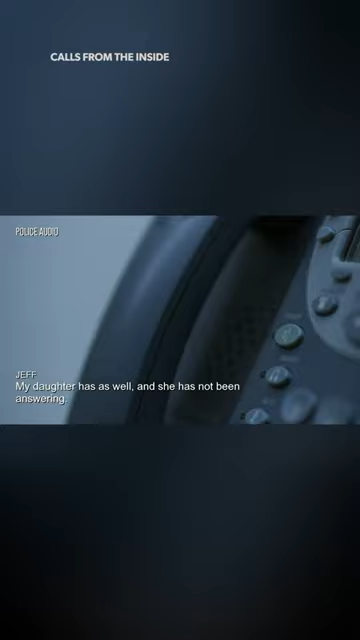 CALLS FROM THE INSIDE
POLICE AUDIO
JEFF
My daughter has as well, and she has not been
answering.